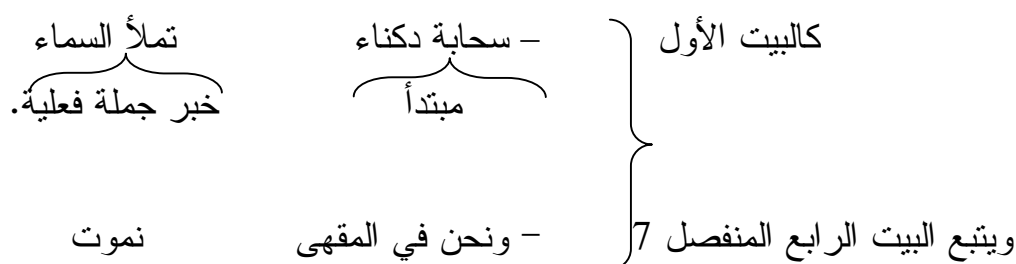 كالبيت الأول – سحابة دكناء تملأ السماء
مبتدأ خبر جملة فعلية.
ويتبع البيت الرابع المنفصل 7 – ونحن في المقهى نموت